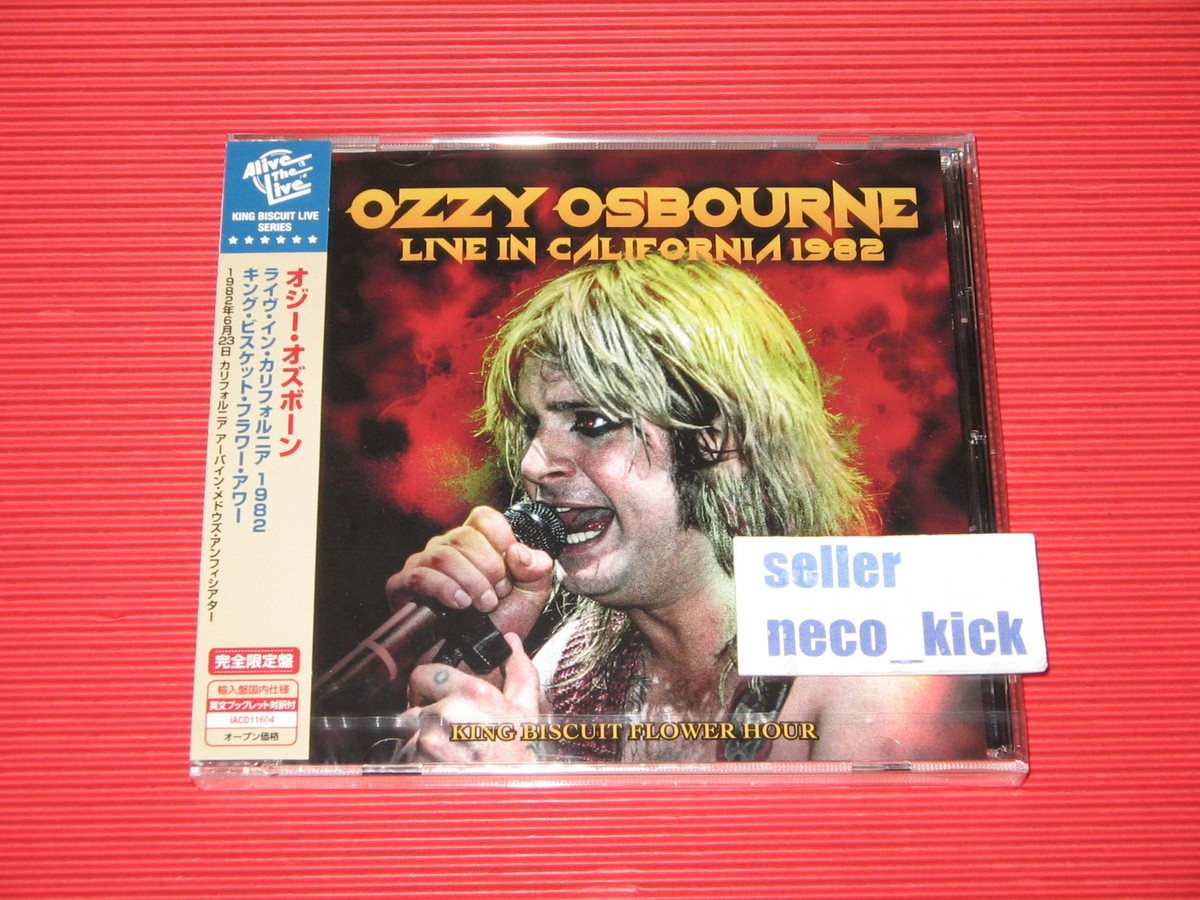 Alive
The
Live
KING BISCUIT LIVE
SERIES
オジー・オズボーン
ライヴ・イン・カリフォルニア 1982
キング・ビスケット・フラワー・アワー
1982年6月23日 カリフォルニア アーバイン・メドウズ・アンフィシアター
完全限定盤
輸入盤国内仕様
英文ブックレット対訳付
IACD11604
オープン価格
OZZY OSBOURNE
LIVE IN CALIFORNIA 1982
KING BISCUIT FLOWER HOUR
seller
neco_kick